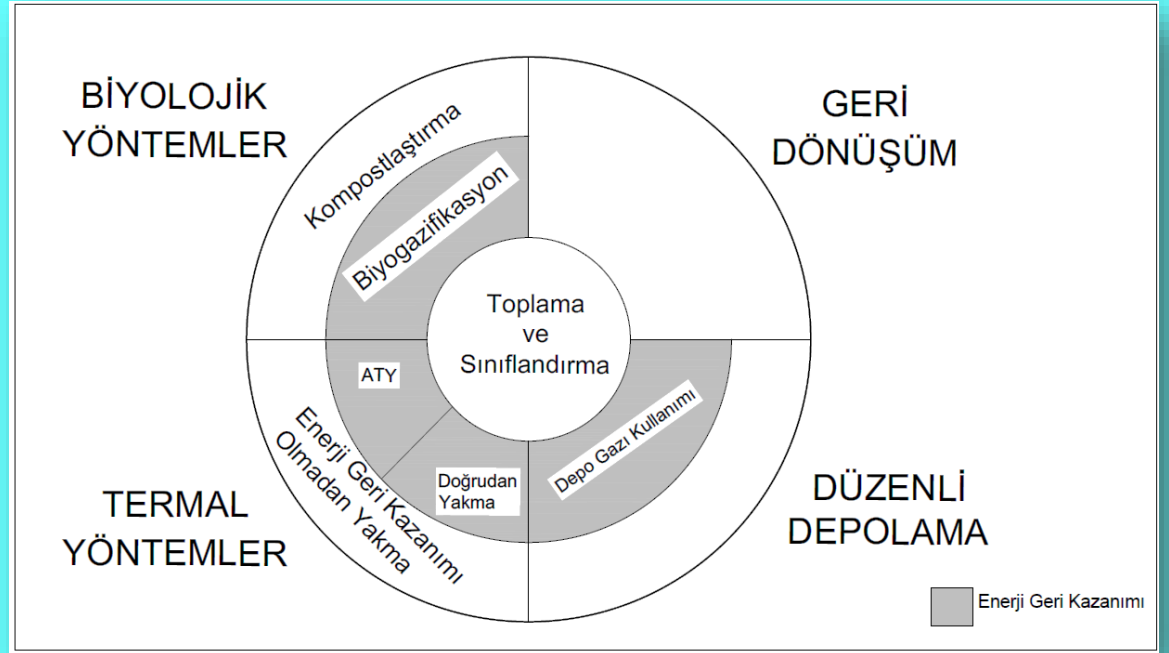 BİYOLOJİK
YÖNTEMLER
GERİ
DÖNÜŞÜM
Kompostlaştırma
Biyogazifikasyon
Toplama
ve
Sınıflandırma
ATY
Enerji Geri Kazanımı
Olmadan Yakma
Doğrudan
Yakma
Depo Gazı Kullanımı
TERMAL
YÖNTEMLER
DÜZENLİ
DEPOLAMA
Enerji Geri Kazanımı